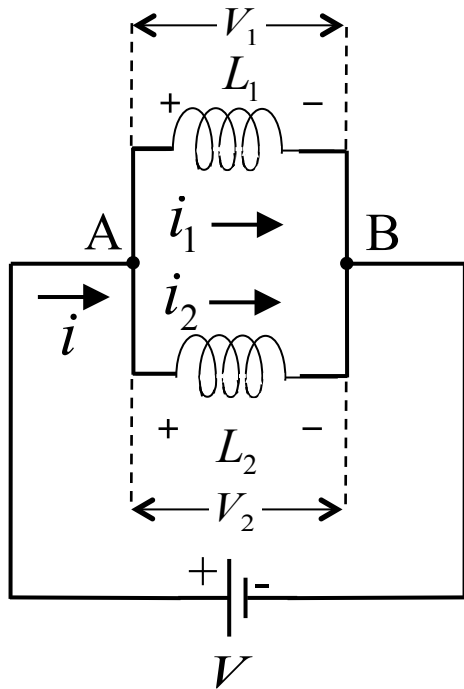 V₁
+ L₁ −
A i₁ B
i i₂
+ L₂ −
V₂
+ -
V